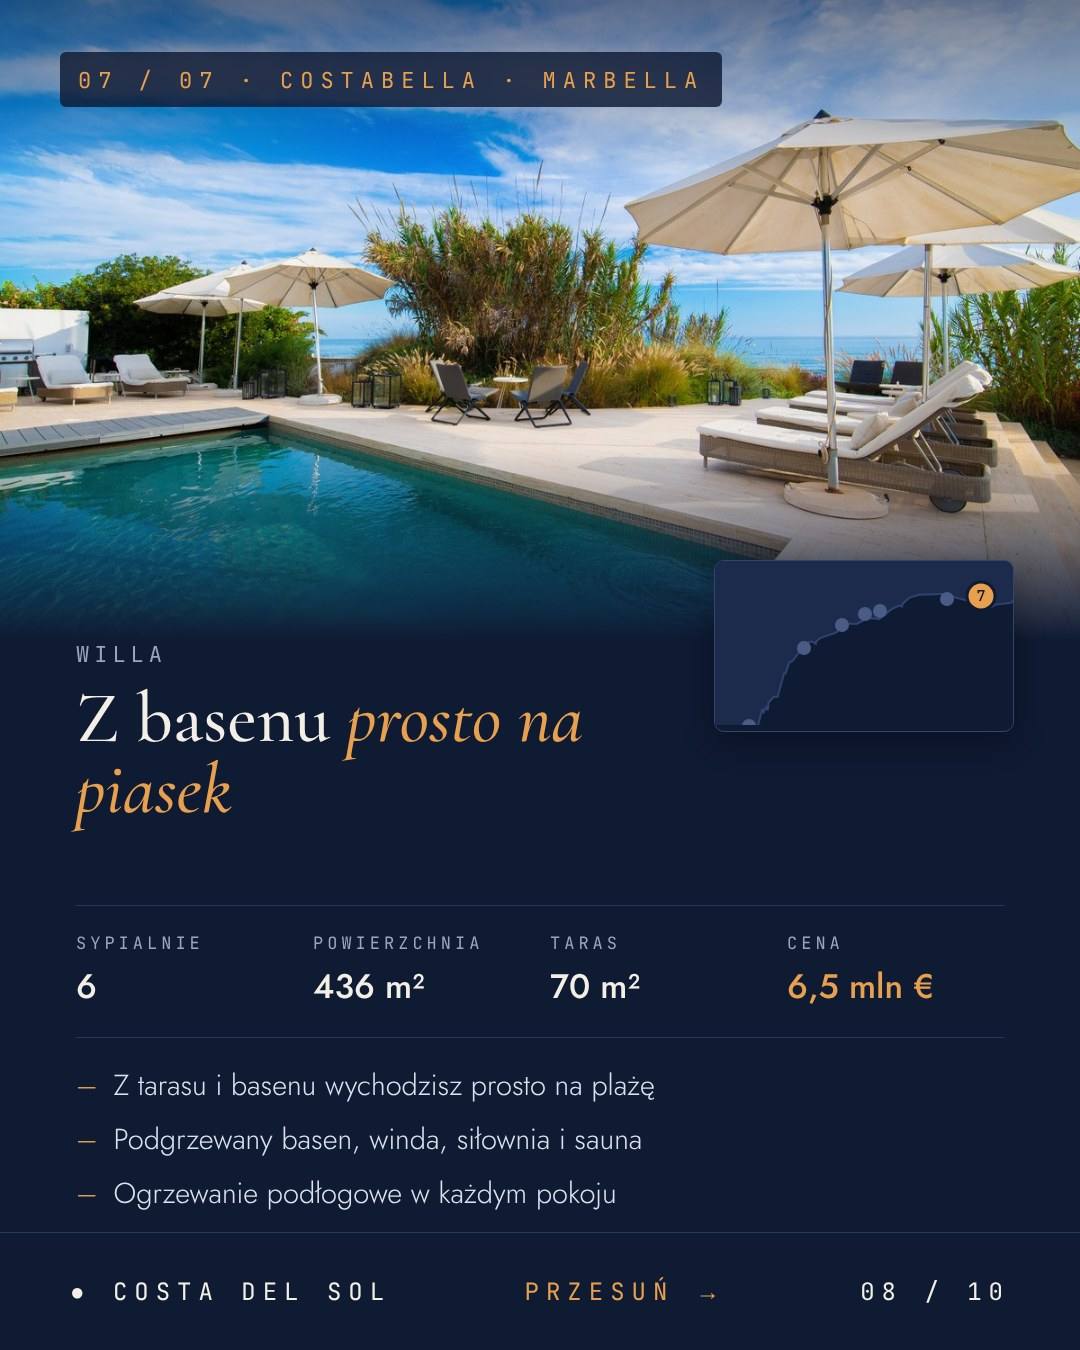 07 / 07 · COSTABELLA · MARBELLA
7
WILLA
Z basenu prosto na
piasek
SYPIALNIE POWIERZCHNIA TARAS CENA
6 436 m² 70 m² 6,5 mln €
— Z tarasu i basenu wychodzisz prosto na plażę
— Podgrzewany basen, winda, siłownia i sauna
— Ogrzewanie podłogowe w każdym pokoju
• COSTA DEL SOL PRZESUŃ → 08 / 10